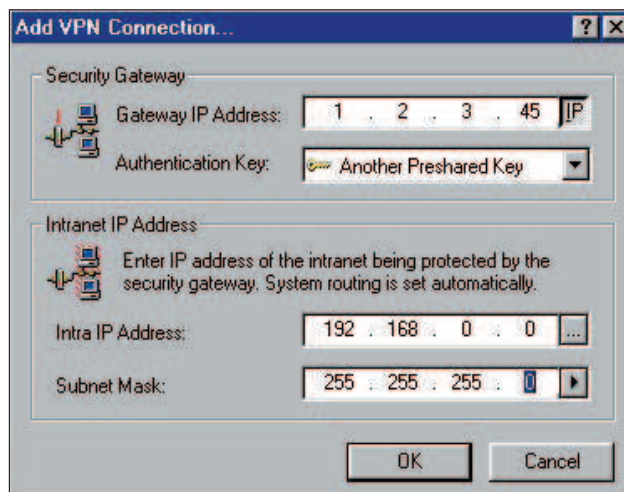 Add VPN Connection...
Security Gateway
Gateway IP Address: 1 . 2 . 3 . 45 IP
Authentication Key: Another Preshared Key
Intranet IP Address
Enter IP address of the intranet being protected by the
security gateway. System routing is set automatically.
Intra IP Address: 192 . 168 . 0 . 0 ...
Subnet Mask: 255 . 255 . 255 . 0
OK Cancel